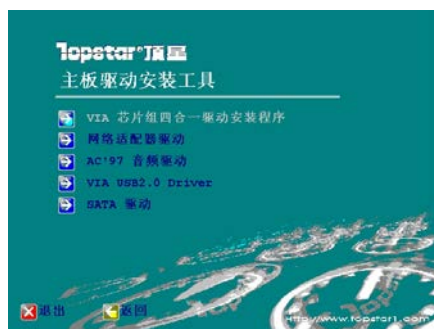 Topstar®顶星
主板驱动安装工具
VIA 芯片组四合一驱动安装程序
网络适配器驱动
AC'97 音频驱动
VIA USB2.0 Driver
SATA 驱动
退出 返回
Http://www.topstar1.com